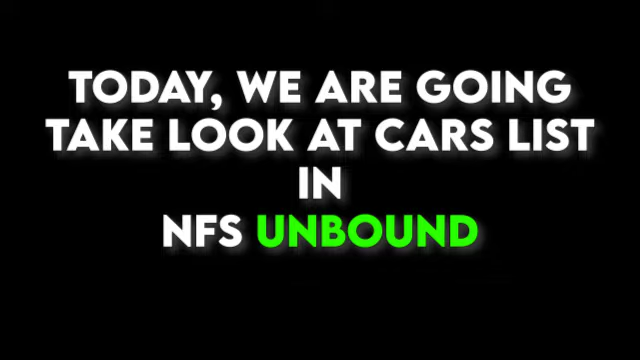 TODAY, WE ARE GOING
TAKE LOOK AT CARS LIST
IN
NFS UNBOUND